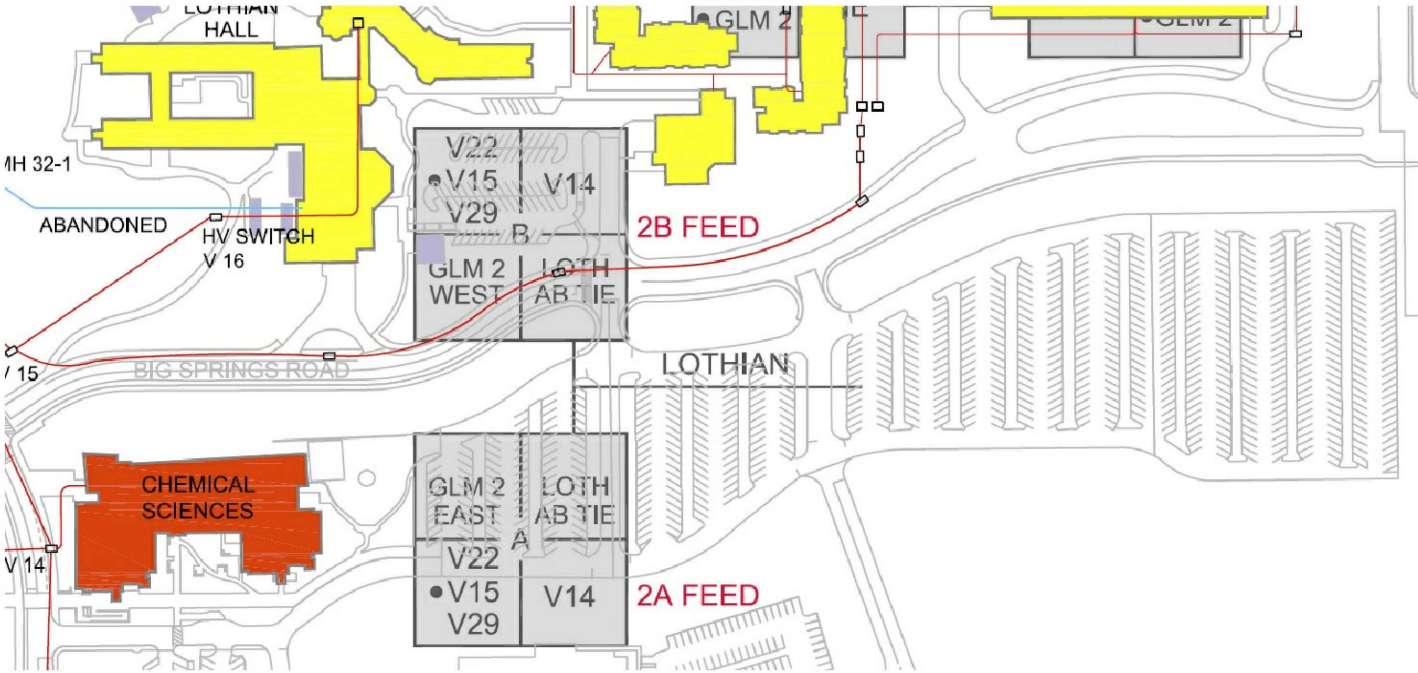 LOTHIAN
HALL
GLM 2
E
GLM 2
MH 32-1
ABANDONED
HV SWITCH
V 16
V22
V15
V29
V14
B
2B FEED
GLM 2
WEST
LOTH
AB TIE
V 15
BIG SPRINGS ROAD
LOTHIAN
CHEMICAL
SCIENCES
GLM 2
EAST
LOTH
AB TIE
A
V 14
V22
V15
V29
V14
2A FEED